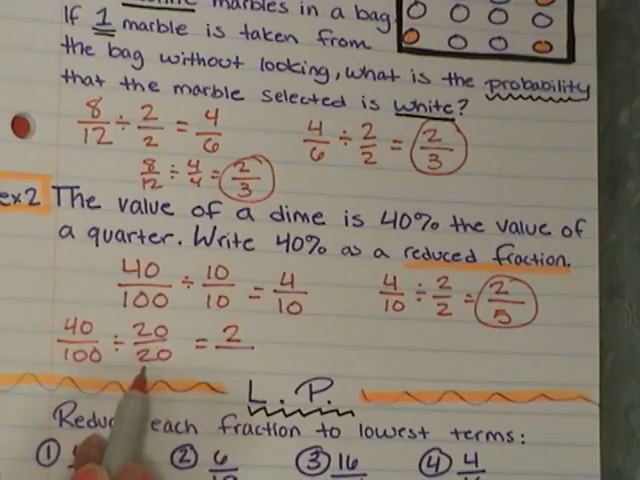 marbles in a bag.
If 1 marble is taken from
the bag without looking, what is the probability
that the marble selected is white?
8/12 ÷ 2/2 = 4/6 4/6 ÷ 2/2 = 2/3
8/12 ÷ 4/4 = 2/3
ex2 The value of a dime is 40% the value of
a quarter. Write 40% as a reduced fraction.
40/100 ÷ 10/10 = 4/10 4/10 ÷ 2/2 = 2/5
40/100 ÷ 20/20 = 2
L.P.
Reduce each fraction to lowest terms:
1 2 6 3 16 4 4